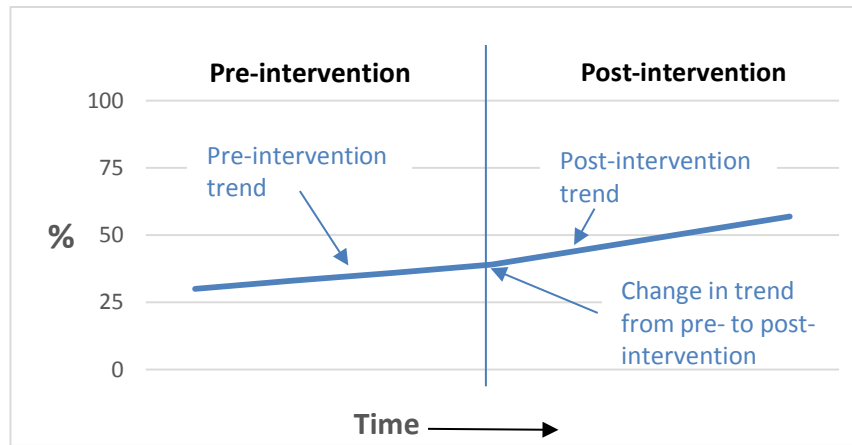 Pre-intervention
Post-intervention
100
75
50
25
0
%
Pre-intervention
trend
Post-intervention
trend
Change in trend
from pre- to post-
intervention
Time